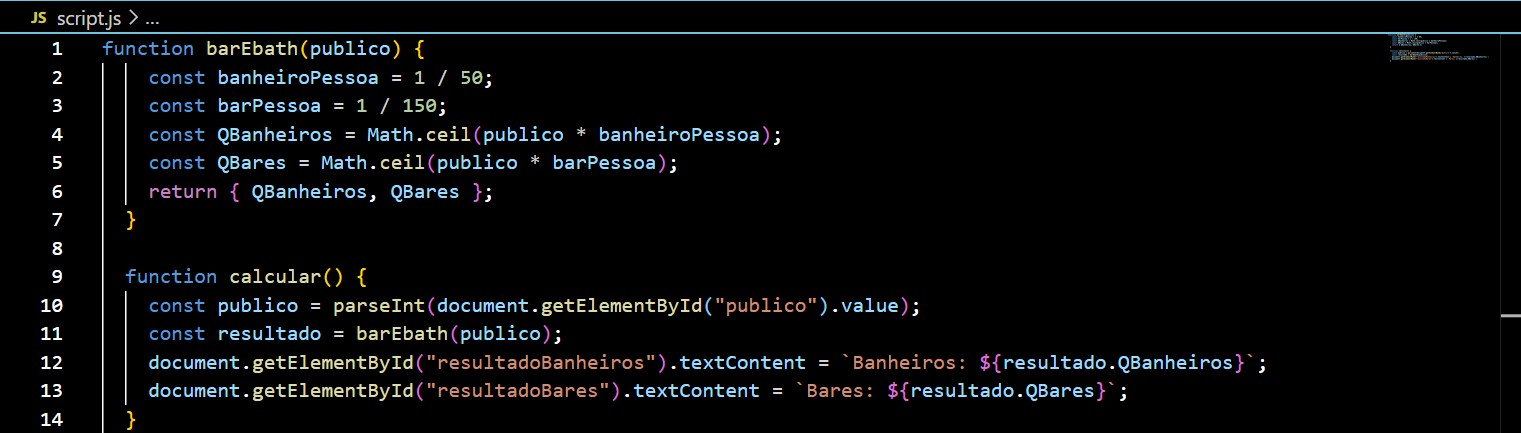 JS script.js > ...
1 function barEbath(publico) {
2 const banheiroPessoa = 1 / 50;
3 const barPessoa = 1 / 150;
4 const QBanheiros = Math.ceil(publico * banheiroPessoa);
5 const QBares = Math.ceil(publico * barPessoa);
6 return { QBanheiros, QBares };
7 }
8
9 function calcular() {
10 const publico = parseInt(document.getElementById("publico").value);
11 const resultado = barEbath(publico);
12 document.getElementById("resultadoBanheiros").textContent = `Banheiros: ${resultado.QBanheiros}`;
13 document.getElementById("resultadoBares").textContent = `Bares: ${resultado.QBares}`;
14 }